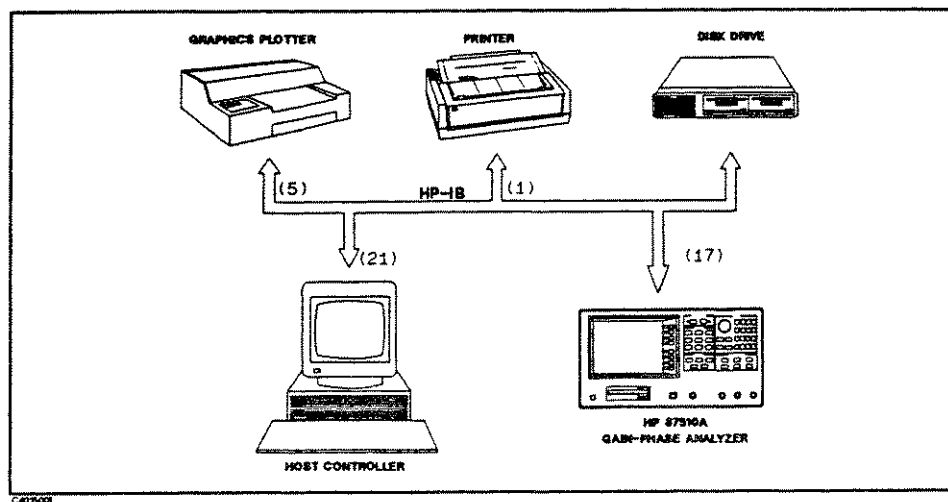 GRAPHICS PLOTTER
PRINTER
DISK DRIVE
(5)
HP-IB
(1)
(21)
(17)
HP 87510A
GAIN-PHASE ANALYZER
HOST CONTROLLER